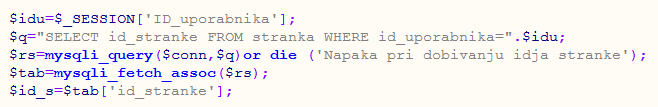 $idu=$_SESSION['ID_uporabnika'];
$q="SELECT id_stranke FROM stranka WHERE id_uporabnika=".$idu;
$rs=mysqli_query($conn,$q)or die ('Napaka pri dobivanju idja stranke');
$tab=mysqli_fetch_assoc($rs);
$id_s=$tab['id_stranke'];